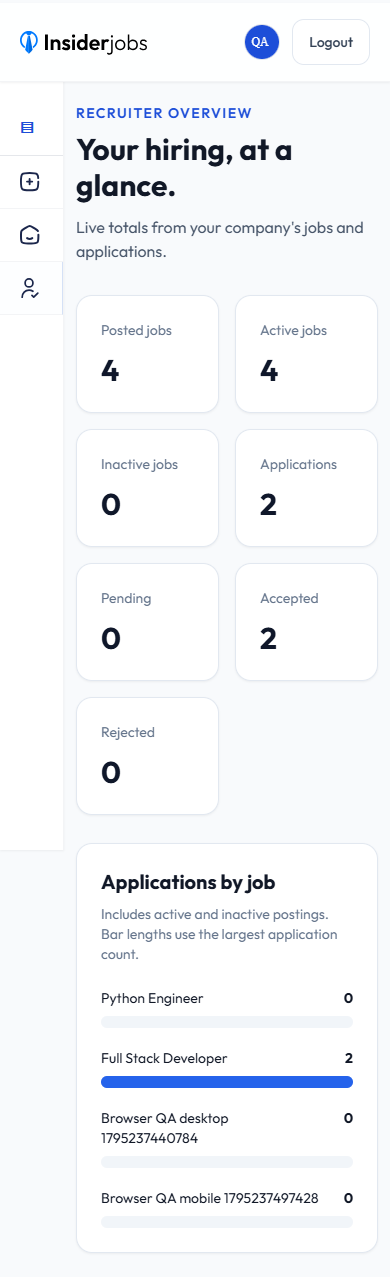 Insiderjobs
QA
Logout
RECRUITER OVERVIEW
Your hiring, at a
glance.
Live totals from your company's jobs and
applications.
Posted jobs
4
Active jobs
4
Inactive jobs
0
Applications
2
Pending
0
Accepted
2
Rejected
0
Applications by job
Includes active and inactive postings.
Bar lengths use the largest application
count.
Python Engineer 0
Full Stack Developer 2
Browser QA desktop 0
1795237440784
Browser QA mobile 1795237497428 0